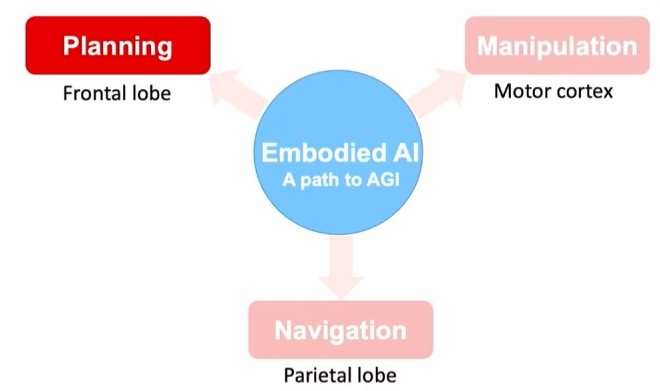 Planning
Frontal lobe
Manipulation
Motor cortex
Embodied AI
A path to AGI
Navigation
Parietal lobe